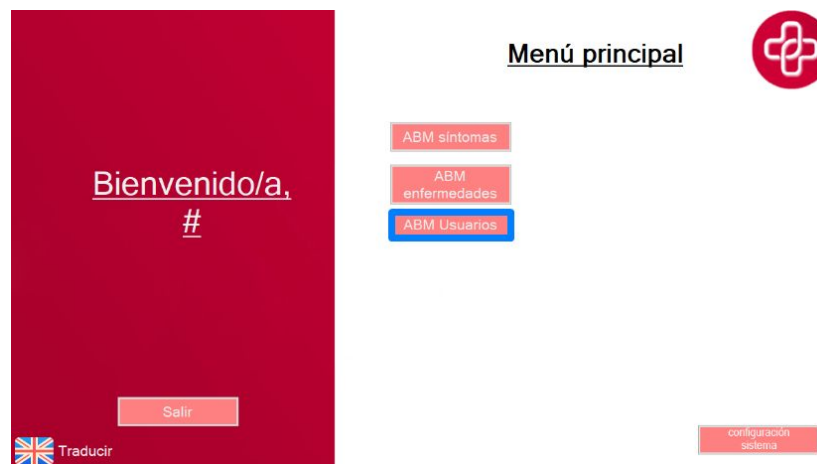 Menú principal
Bienvenido/a,
#
ABM síntomas
ABM
enfermedades
ABM Usuarios
Salir
Traducir
configuración
sistema